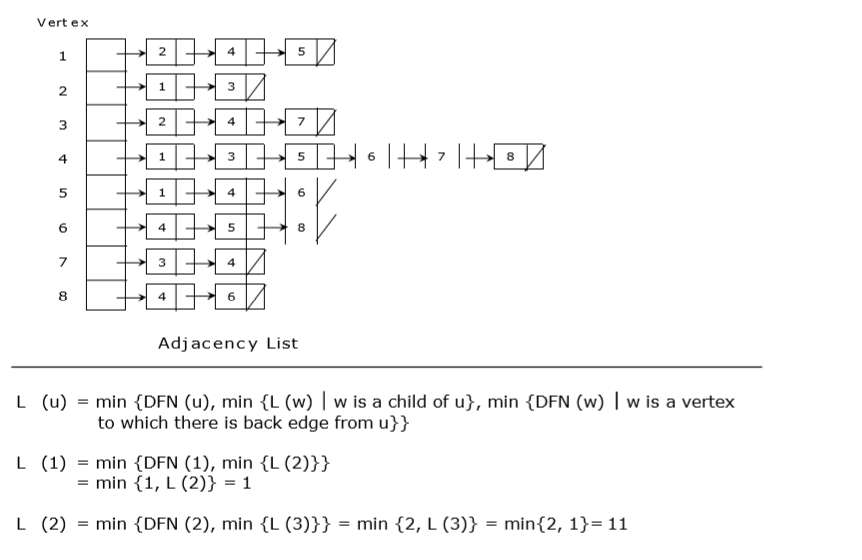 Vertex
1 2 4 5
2 1 3
3 2 4 7
4 1 3 5 6 7 8
5 1 4 6
6 4 5 8
7 3 4
8 4 6
Adjacency List
L (u) = min {DFN (u), min {L (w) | w is a child of u}, min {DFN (w) | w is a vertex
to which there is back edge from u}}
L (1) = min {DFN (1), min {L (2)}}
= min {1, L (2)} = 1
L (2) = min {DFN (2), min {L (3)}} = min {2, L (3)} = min{2, 1}= 11